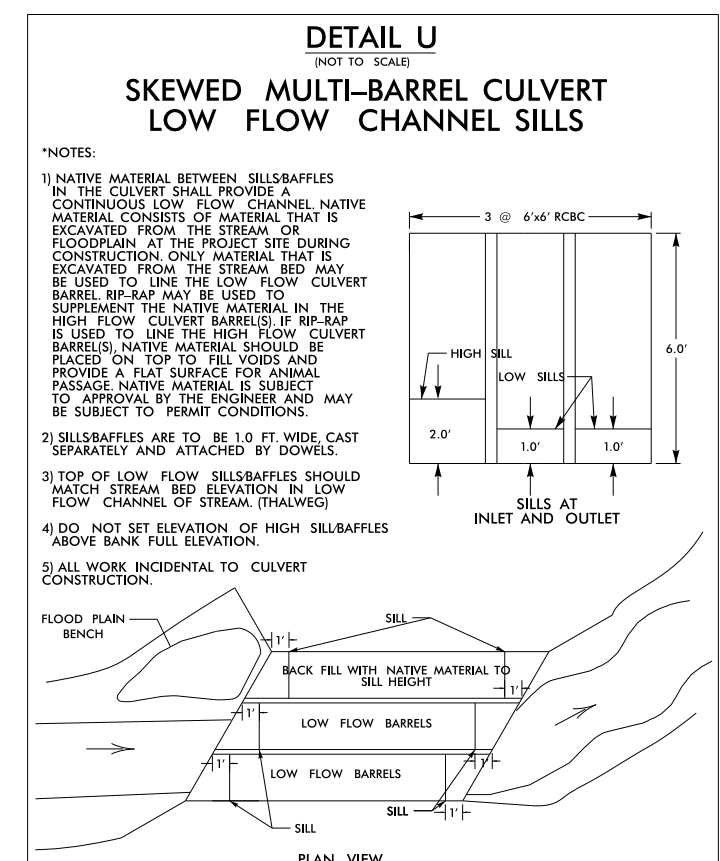 DETAIL U
(NOT TO SCALE)
SKEWED MULTI–BARREL CULVERT
LOW FLOW CHANNEL SILLS
*NOTES:
1) NATIVE MATERIAL BETWEEN SILLS/BAFFLES
IN THE CULVERT SHALL PROVIDE A
CONTINUOUS LOW FLOW CHANNEL. NATIVE
MATERIAL CONSISTS OF MATERIAL THAT IS
EXCAVATED FROM THE STREAM OR
FLOODPLAIN AT THE PROJECT SITE DURING
CONSTRUCTION. ONLY MATERIAL THAT IS
EXCAVATED FROM THE STREAM BED MAY
BE USED TO LINE THE LOW FLOW CULVERT
BARREL. RIP–RAP MAY BE USED TO
SUPPLEMENT THE NATIVE MATERIAL IN THE
HIGH FLOW CULVERT BARREL(S). IF RIP–RAP
IS USED TO LINE THE HIGH FLOW CULVERT
BARREL(S), NATIVE MATERIAL SHOULD BE
PLACED ON TOP TO FILL VOIDS AND
PROVIDE A FLAT SURFACE FOR ANIMAL
PASSAGE. NATIVE MATERIAL IS SUBJECT
TO APPROVAL BY THE ENGINEER AND MAY
BE SUBJECT TO PERMIT CONDITIONS.
2) SILLS/BAFFLES ARE TO BE 1.0 FT. WIDE, CAST
SEPARATELY AND ATTACHED BY DOWELS.
3) TOP OF LOW FLOW SILLS/BAFFLES SHOULD
MATCH STREAM BED ELEVATION IN LOW
FLOW CHANNEL OF STREAM. (THALWEG)
4) DO NOT SET ELEVATION OF HIGH SILL/BAFFLES
ABOVE BANK FULL ELEVATION.
5) ALL WORK INCIDENTAL TO CULVERT
CONSTRUCTION.
3 @ 6'x6' RCBC
6.0'
HIGH SILL
LOW SILLS
2.0'
1.0'
1.0'
SILLS AT
INLET AND OUTLET
FLOOD PLAIN
BENCH
SILL
1'
BACK FILL WITH NATIVE MATERIAL TO
SILL HEIGHT
1'
1'
LOW FLOW BARRELS
1'
1'
LOW FLOW BARRELS
SILL
1'
SILL
PLAN VIEW